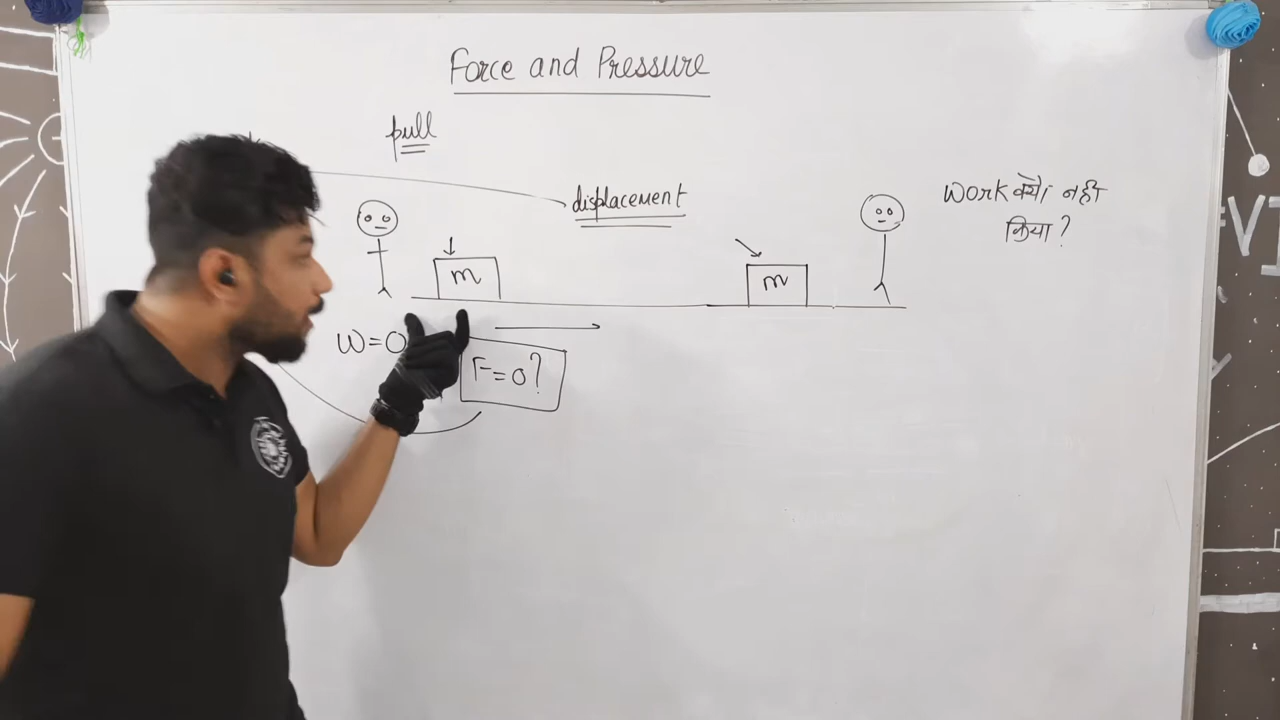 Force and Pressure
pull
displacement
Work क्यों नहीं
किया?
m
m
W=0
F=0?